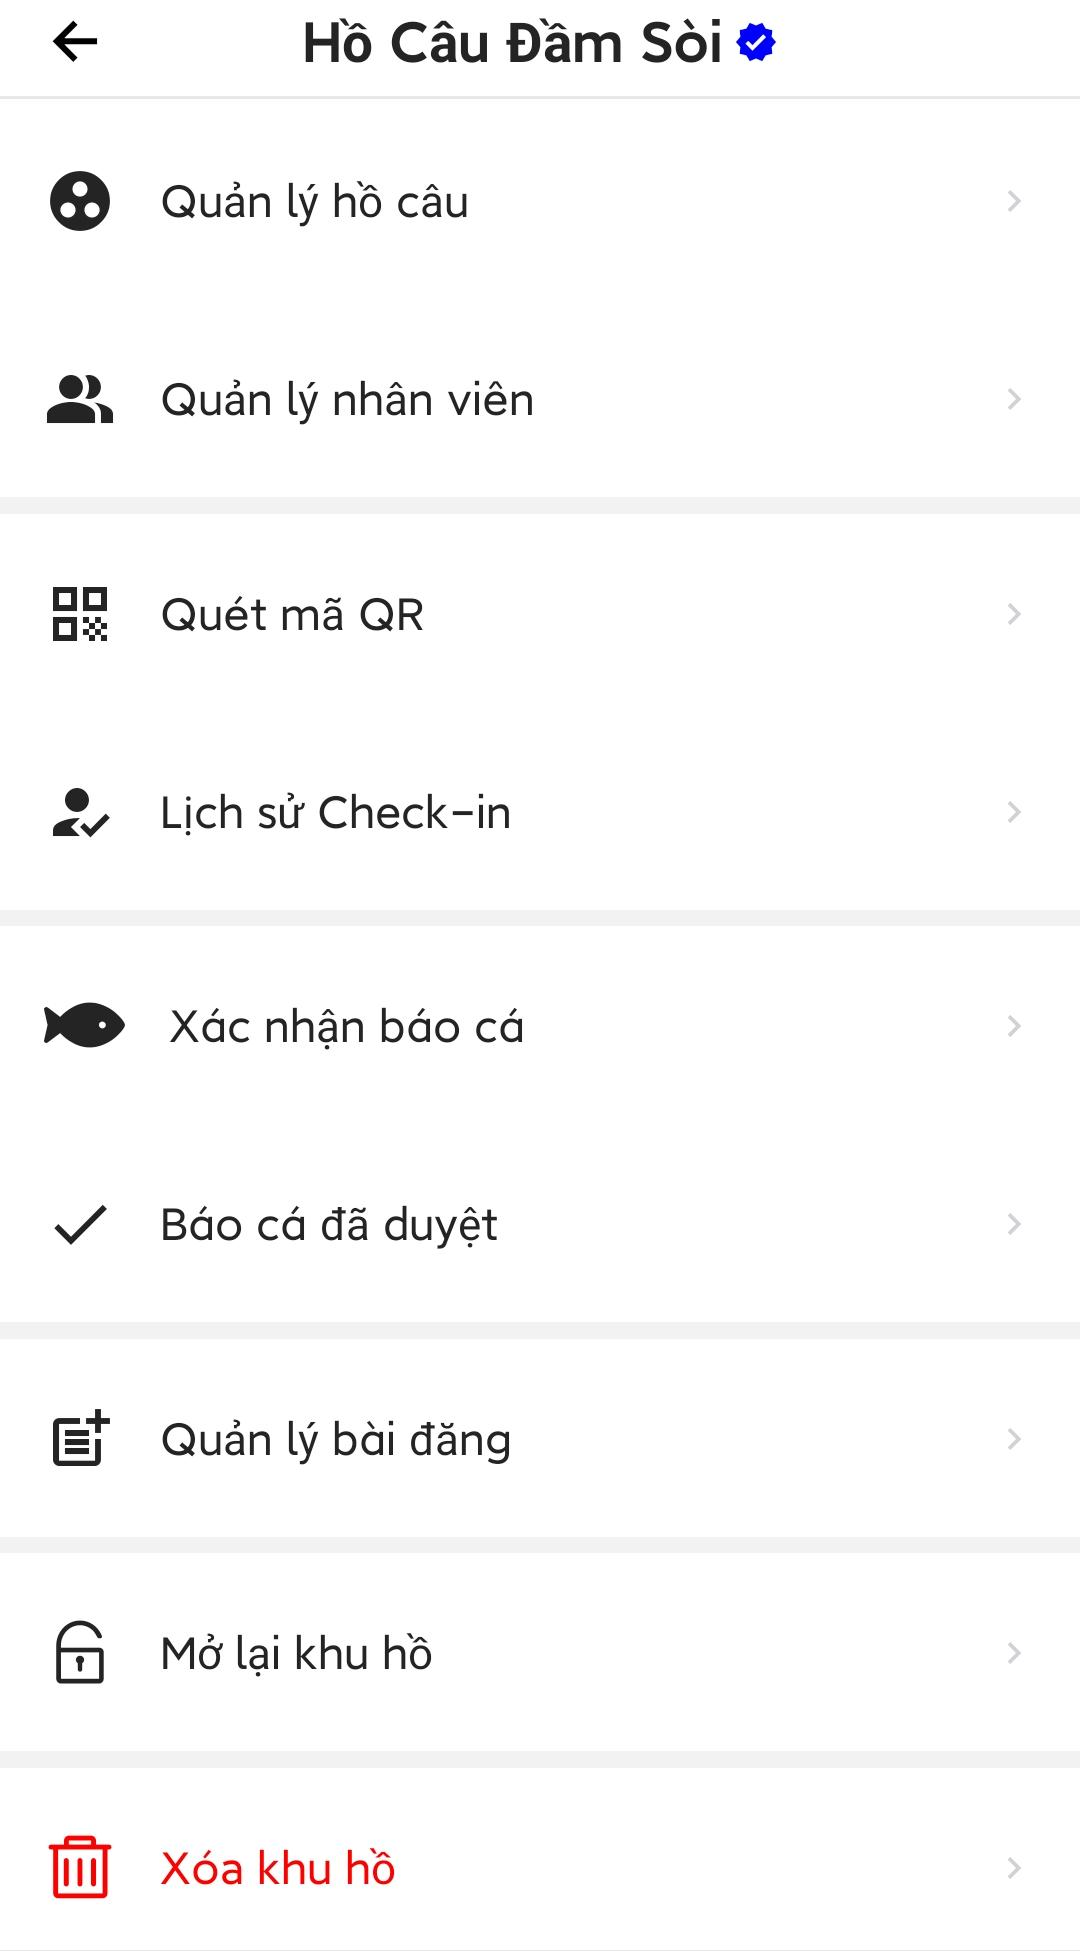 Hồ Câu Đầm Sòi
Quản lý hồ câu
Quản lý nhân viên
Quét mã QR
Lịch sử Check-in
Xác nhận báo cá
Báo cá đã duyệt
Quản lý bài đăng
Mở lại khu hồ
Xóa khu hồ